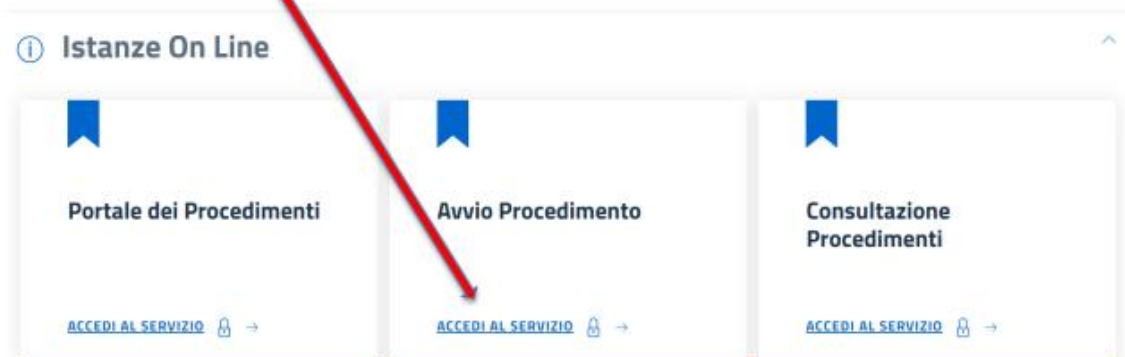 Istanze On Line
Portale dei Procedimenti
Avvio Procedimento
Consultazione
Procedimenti
ACCEDI AL SERVIZIO
ACCEDI AL SERVIZIO
ACCEDI AL SERVIZIO